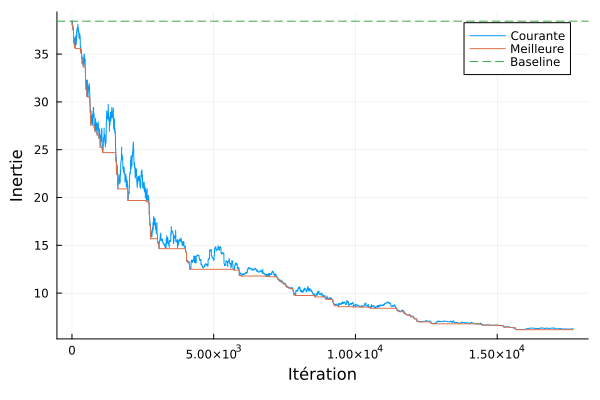 Courante
Meilleure
Baseline
35
30
25
20
15
10
Inertie
0
5.00×10³
1.00×10⁴
1.50×10⁴
Itération